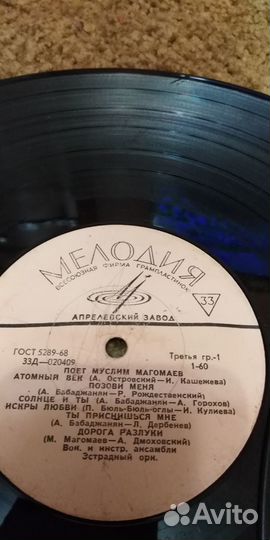 МЕЛОДИЯ
ВСЕСОЮЗНАЯ ФИРМА ГРАМПЛАСТИНОК
33
АПРЕЛЕВСКИЙ ЗАВОД
ГОСТ 5289-68
Третья гр.-1
33Д—020409
1-60
ПОЕТ МУСЛИМ МАГОМАЕВ
АТОМНЫЙ ВЕК (А. Островский—И. Кашежева)
ПОЗОВИ МЕНЯ
(А. Бабаджанян—Р. Рождественский)
СОЛНЦЕ И ТЫ (А. Бабаджанян—А. Горохов)
ИСКРЫ ЛЮБВИ (П. Бюль-Бюль-оглы—И. Кулиева)
ТЫ ПРИСНИШЬСЯ МНЕ
(А. Бабаджанян—Л. Дербенев)
ДОРОГА РАЗЛУКИ
(М. Магомаев—А. Дмоховский)
Вок. и инстр. ансамбли
Эстрадный орк.
Avito